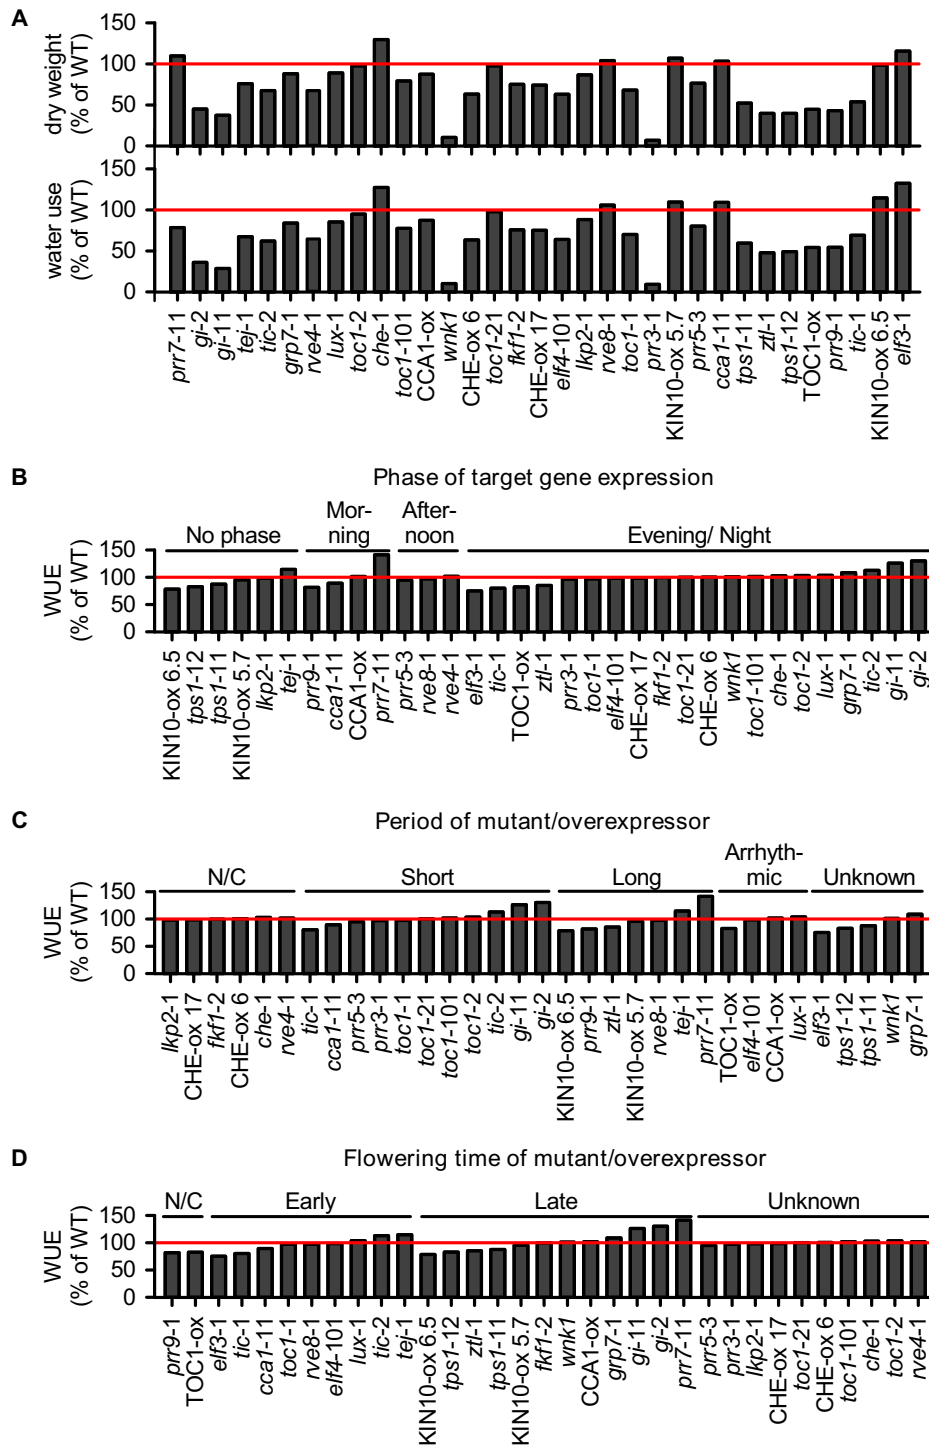 A
150
100
50
0
dry weight
(% of WT)
150
100
50
0
water use
(% of WT)
prr7-11
gi-2
gi-11
tej-1
tic-2
grp7-1
rve4-1
lux-1
toc1-2
che-1
toc1-101
CCA1-ox
wnk1
CHE-ox 6
toc1-21
fkf1-2
CHE-ox 17
elf4-101
lkp2-1
rve8-1
toc1-1
prr3-1
KIN10-ox 5.7
prr5-3
cca1-11
tps1-11
ztl-1
tps1-12
TOC1-ox
prr9-1
tic-1
KIN10-ox 6.5
elf3-1
B
Phase of target gene expression
No phase
Mor-
ning
After-
noon
Evening/ Night
150
100
50
0
WUE
(% of WT)
KIN10-ox 6.5
tps1-12
tps1-11
KIN10-ox 5.7
lkp2-1
tej-1
prr9-1
cca1-11
CCA1-ox
prr7-11
prr5-3
rve8-1
rve4-1
elf3-1
tic-1
TOC1-ox
ztl-1
prr3-1
toc1-1
elf4-101
CHE-ox 17
fkf1-2
toc1-21
CHE-ox 6
wnk1
toc1-101
che-1
toc1-2
lux-1
grp7-1
tic-2
gi-11
gi-2
C
Period of mutant/overexpressor
N/C
Short
Long
Arrhyth-
mic
Unknown
150
100
50
0
WUE
(% of WT)
lkp2-1
CHE-ox 17
fkf1-2
CHE-ox 6
che-1
rve4-1
tic-1
cca1-11
prr5-3
prr3-1
toc1-1
toc1-21
toc1-101
toc1-2
tic-2
gi-11
gi-2
KIN10-ox 6.5
prr9-1
ztl-1
KIN10-ox 5.7
rve8-1
tej-1
prr7-11
TOC1-ox
elf4-101
CCA1-ox
lux-1
elf3-1
tps1-12
tps1-11
wnk1
grp7-1
D
Flowering time of mutant/overexpressor
N/C
Early
Late
Unknown
150
100
50
0
WUE
(% of WT)
prr9-1
TOC1-ox
elf3-1
tic-1
cca1-11
toc1-1
rve8-1
elf4-101
lux-1
tic-2
tej-1
KIN10-ox 6.5
tps1-12
ztl-1
tps1-11
KIN10-ox 5.7
fkf1-2
wnk1
CCA1-ox
grp7-1
gi-11
gi-2
prr7-11
prr5-3
prr3-1
lkp2-1
CHE-ox 17
toc1-21
CHE-ox 6
toc1-101
che-1
toc1-2
rve4-1